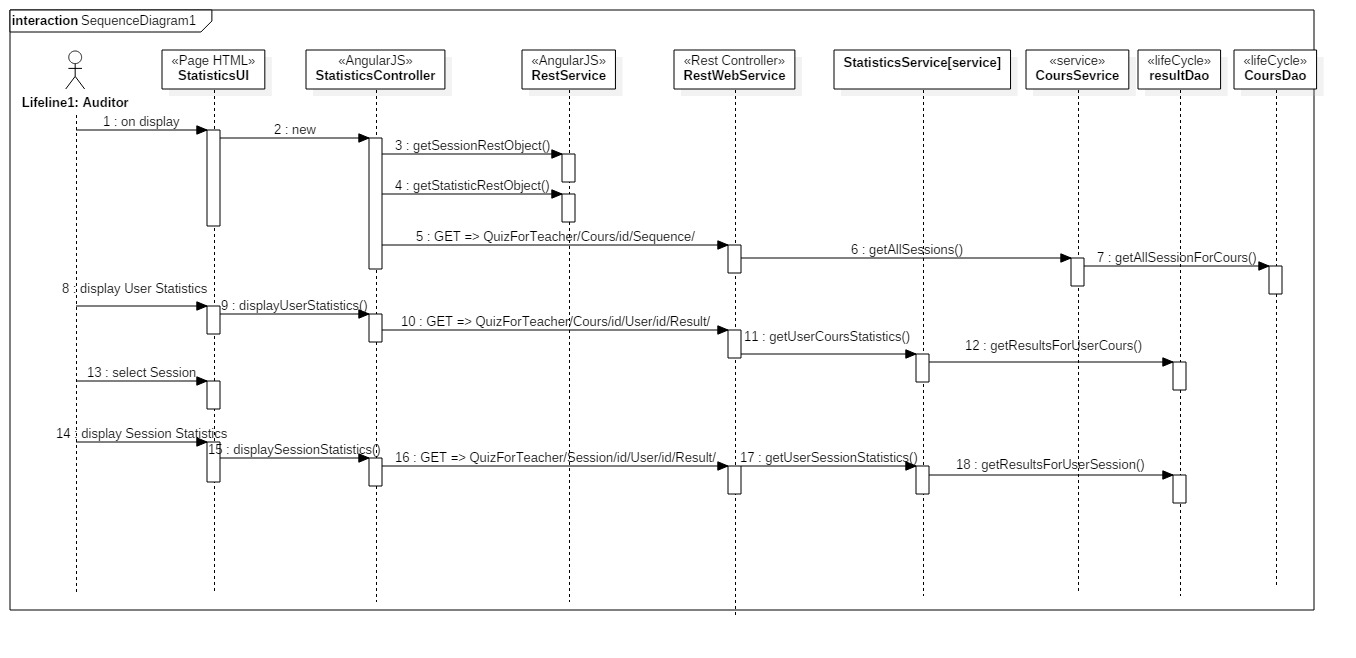 interaction SequenceDiagram1
Lifeline1: Auditor
«Page HTML»
StatisticsUI
«AngularJS»
StatisticsController
«AngularJS»
RestService
«Rest Controller»
RestWebService
StatisticsService[service]
«service»
CoursSevrice
«lifeCycle»
resultDao
«lifeCycle»
CoursDao
1 : on display
2 : new
3 : getSessionRestObject()
4 : getStatisticRestObject()
5 : GET => QuizForTeacher/Cours/id/Sequence/
6 : getAllSessions()
7 : getAllSessionForCours()
8 : display User Statistics
9 : displayUserStatistics()
10 : GET => QuizForTeacher/Cours/id/User/id/Result/
11 : getUserCoursStatistics()
12 : getResultsForUserCours()
13 : select Session
14 : display Session Statistics
15 : displaySessionStatistics()
16 : GET => QuizForTeacher/Session/id/User/id/Result/
17 : getUserSessionStatistics()
18 : getResultsForUserSession()